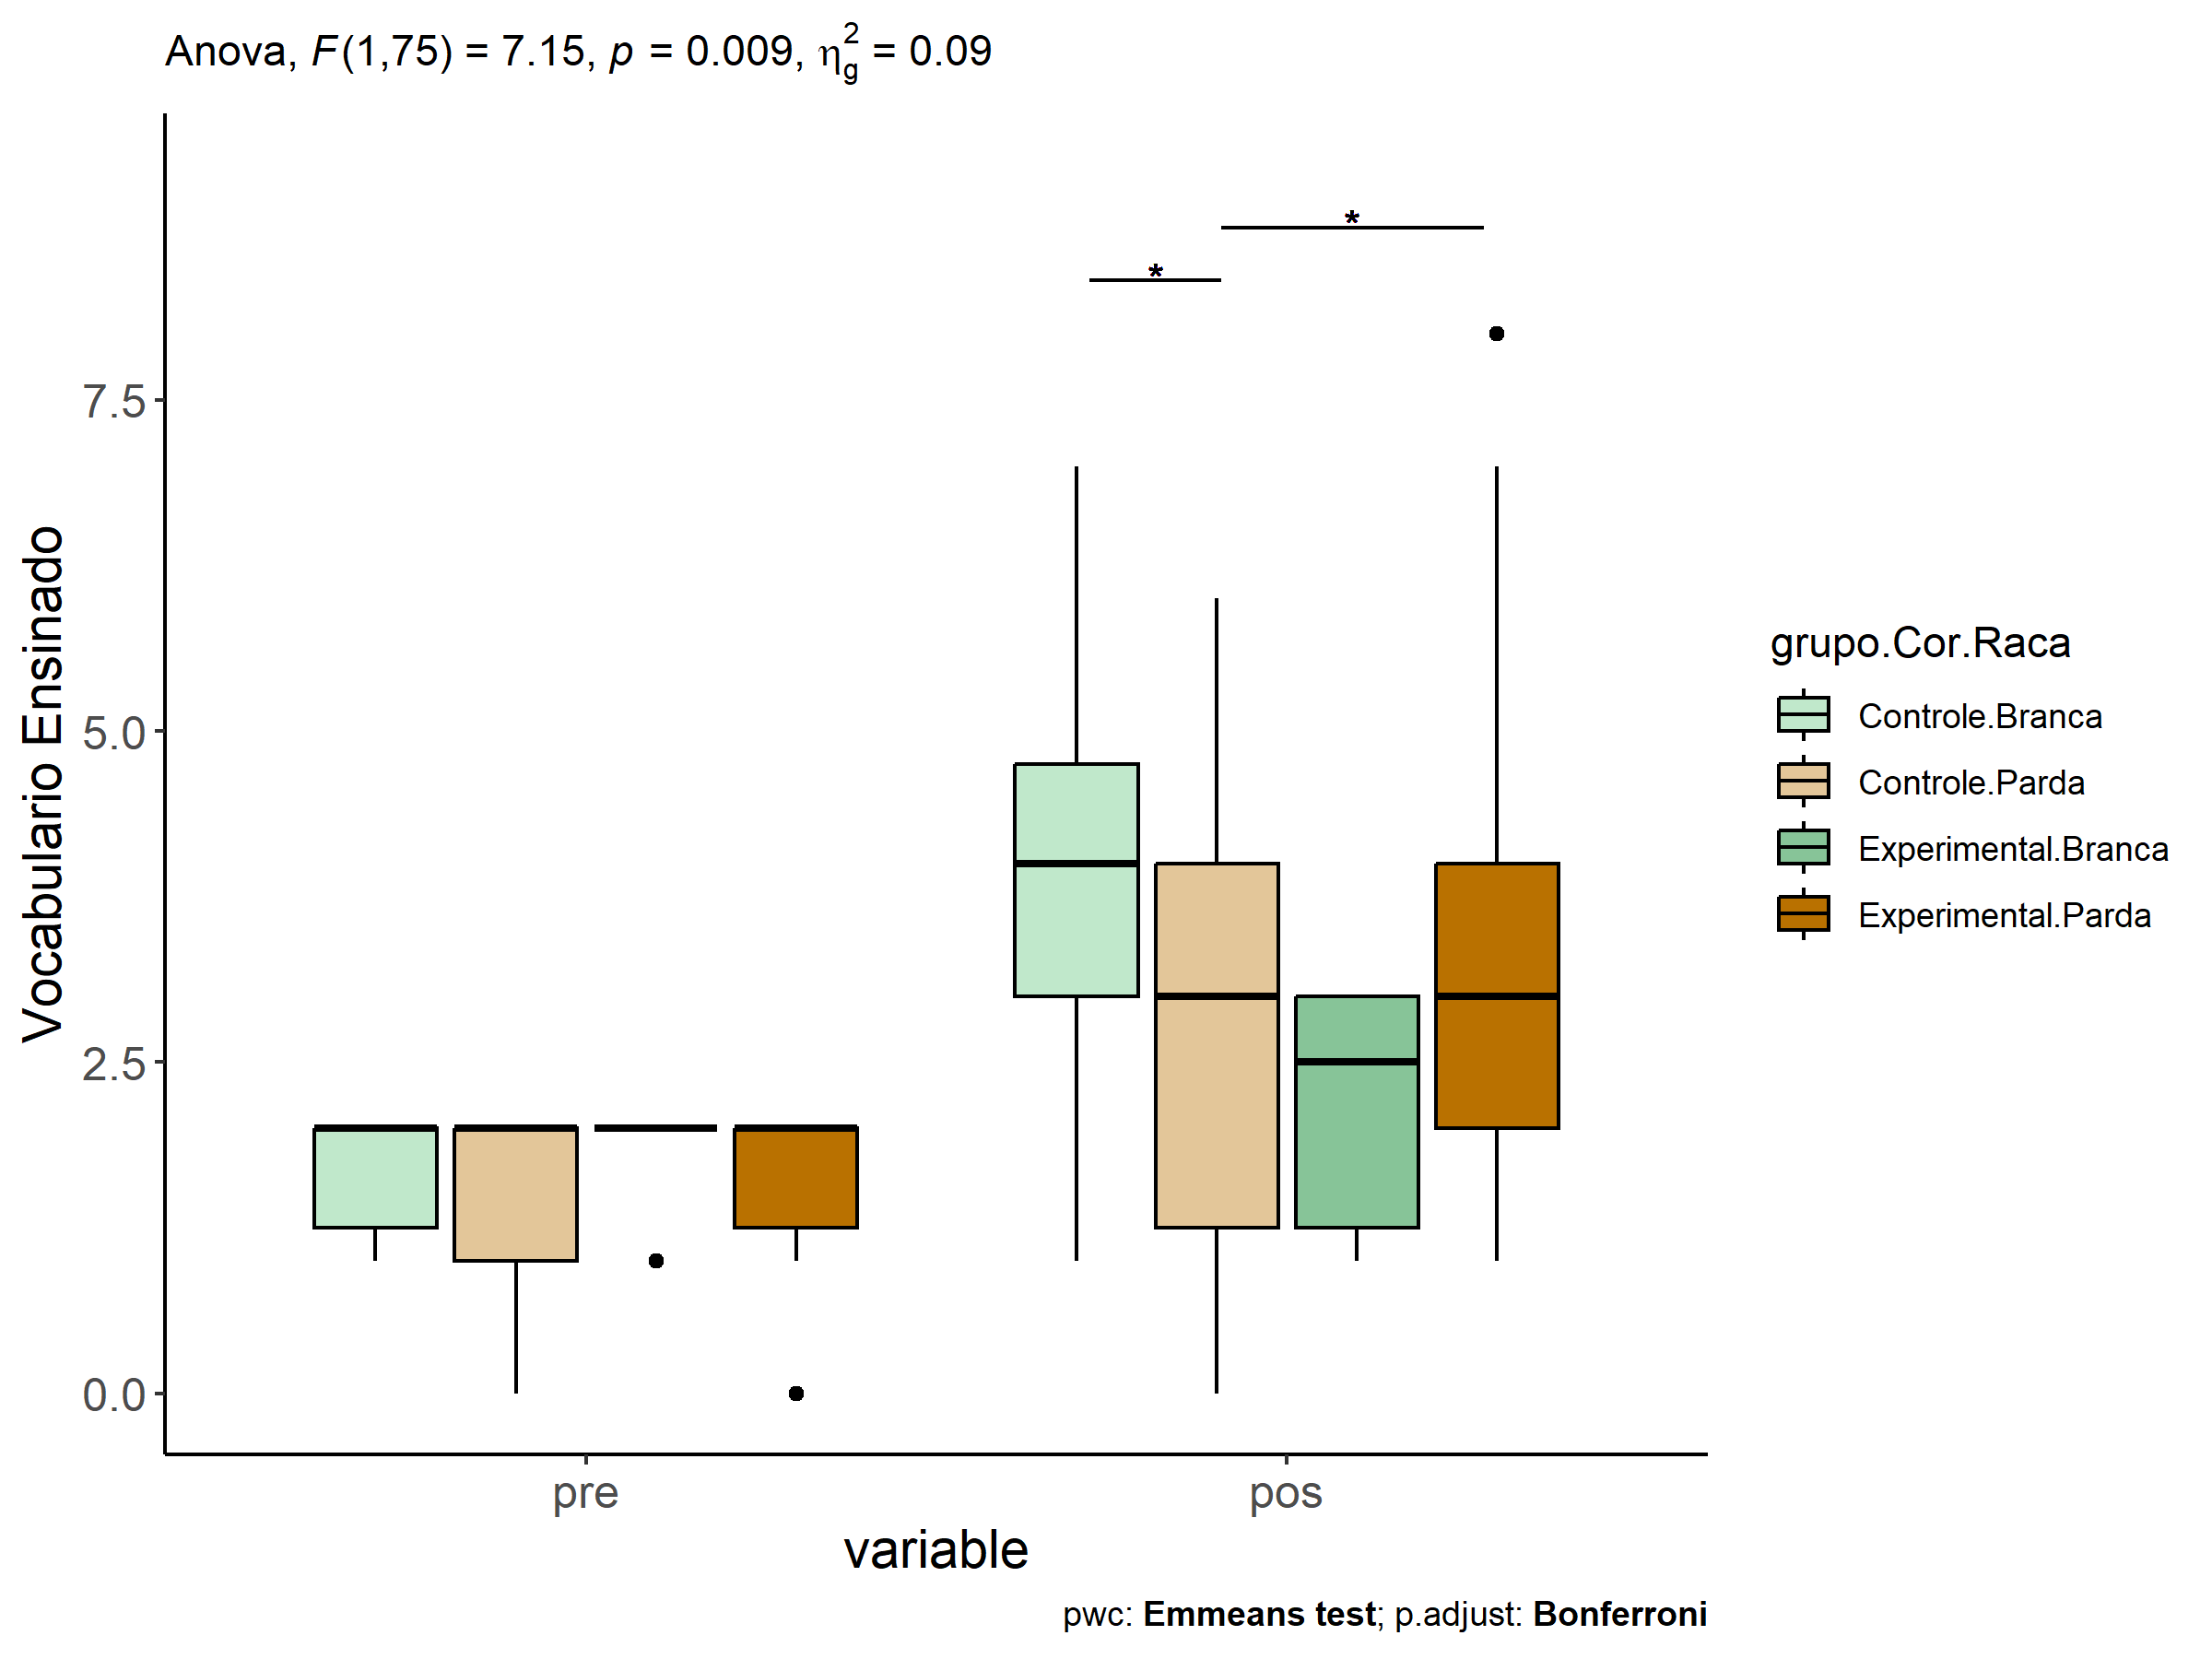 Anova, F(1,75) = 7.15, p = 0.009, η²g = 0.09
*
*
7.5
5.0
2.5
0.0
Vocabulario Ensinado
pre
pos
variable
grupo.Cor.Raca
Controle.Branca
Controle.Parda
Experimental.Branca
Experimental.Parda
pwc: Emmeans test; p.adjust: Bonferroni